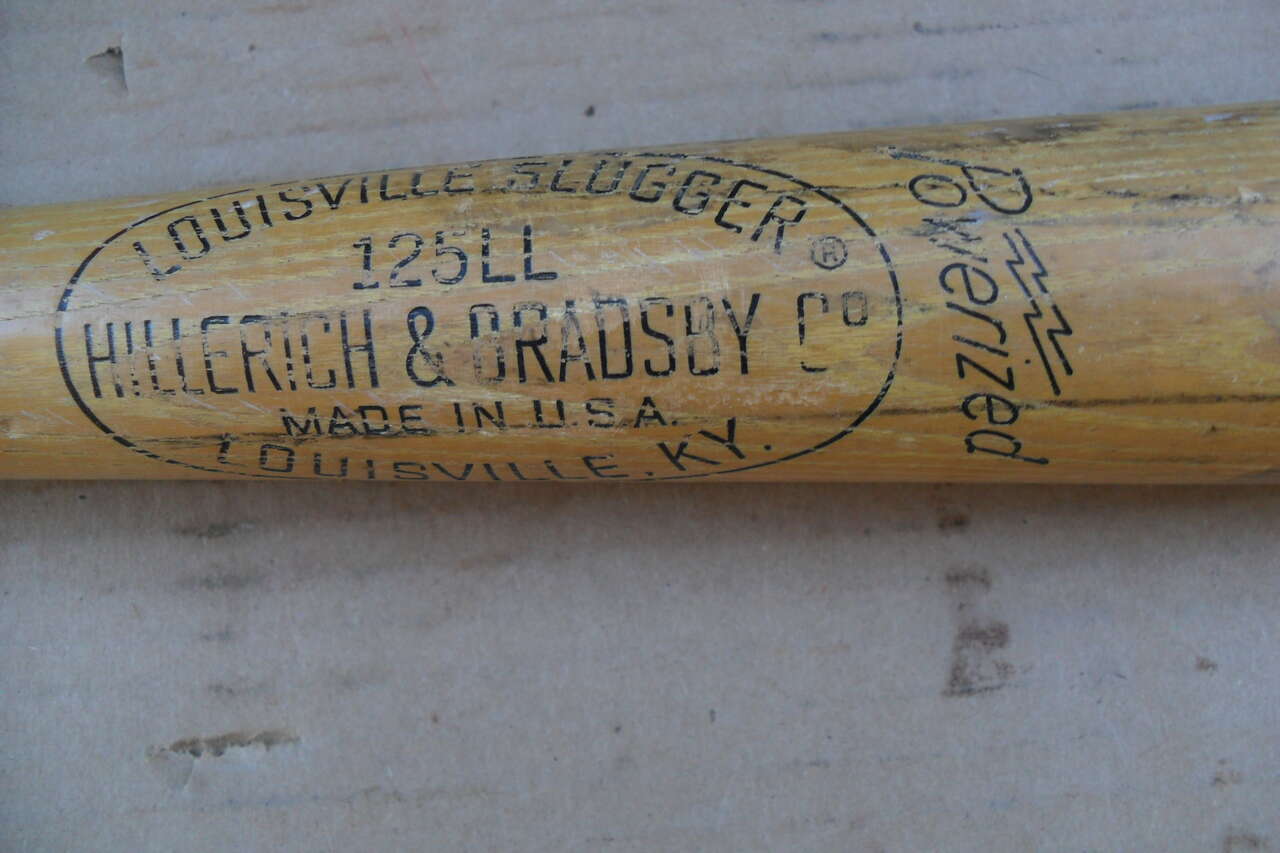 LOUISVILLE SLUGGER
125LL ®
HILLERICH & BRADSBY Cº
MADE IN U.S.A.
LOUISVILLE, KY.
Powerized